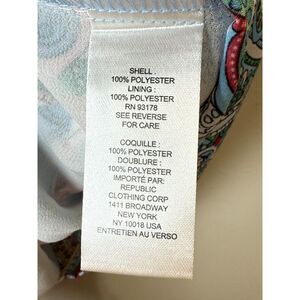 SHELL :
100% POLYESTER
LINING :
100% POLYESTER
RN 93178
SEE REVERSE
FOR CARE
COQUILLE :
100% POLYESTER
DOUBLURE :
100% POLYESTER
IMPORTÉ PAR:
REPUBLIC
CLOTHING CORP
1411 BROADWAY
NEW YORK
NY 10018 USA
ENTRETIEN AU VERSO